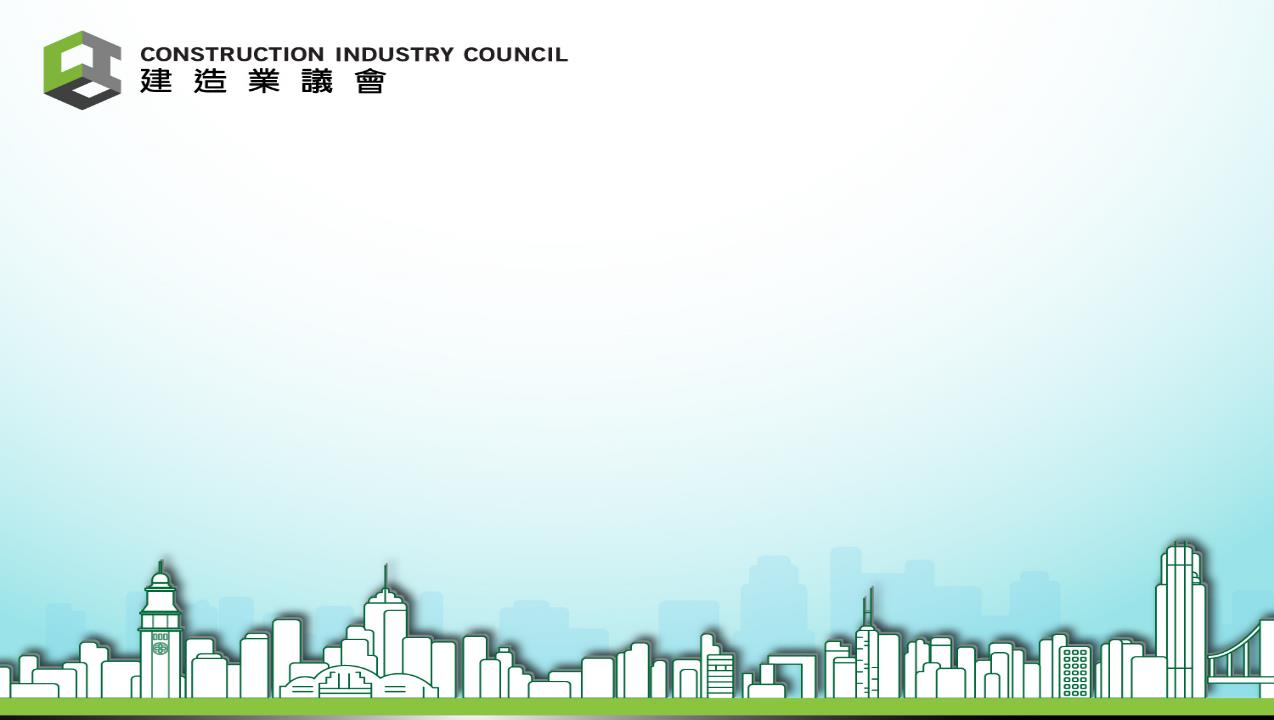 CONSTRUCTION INDUSTRY COUNCIL
建造業議會